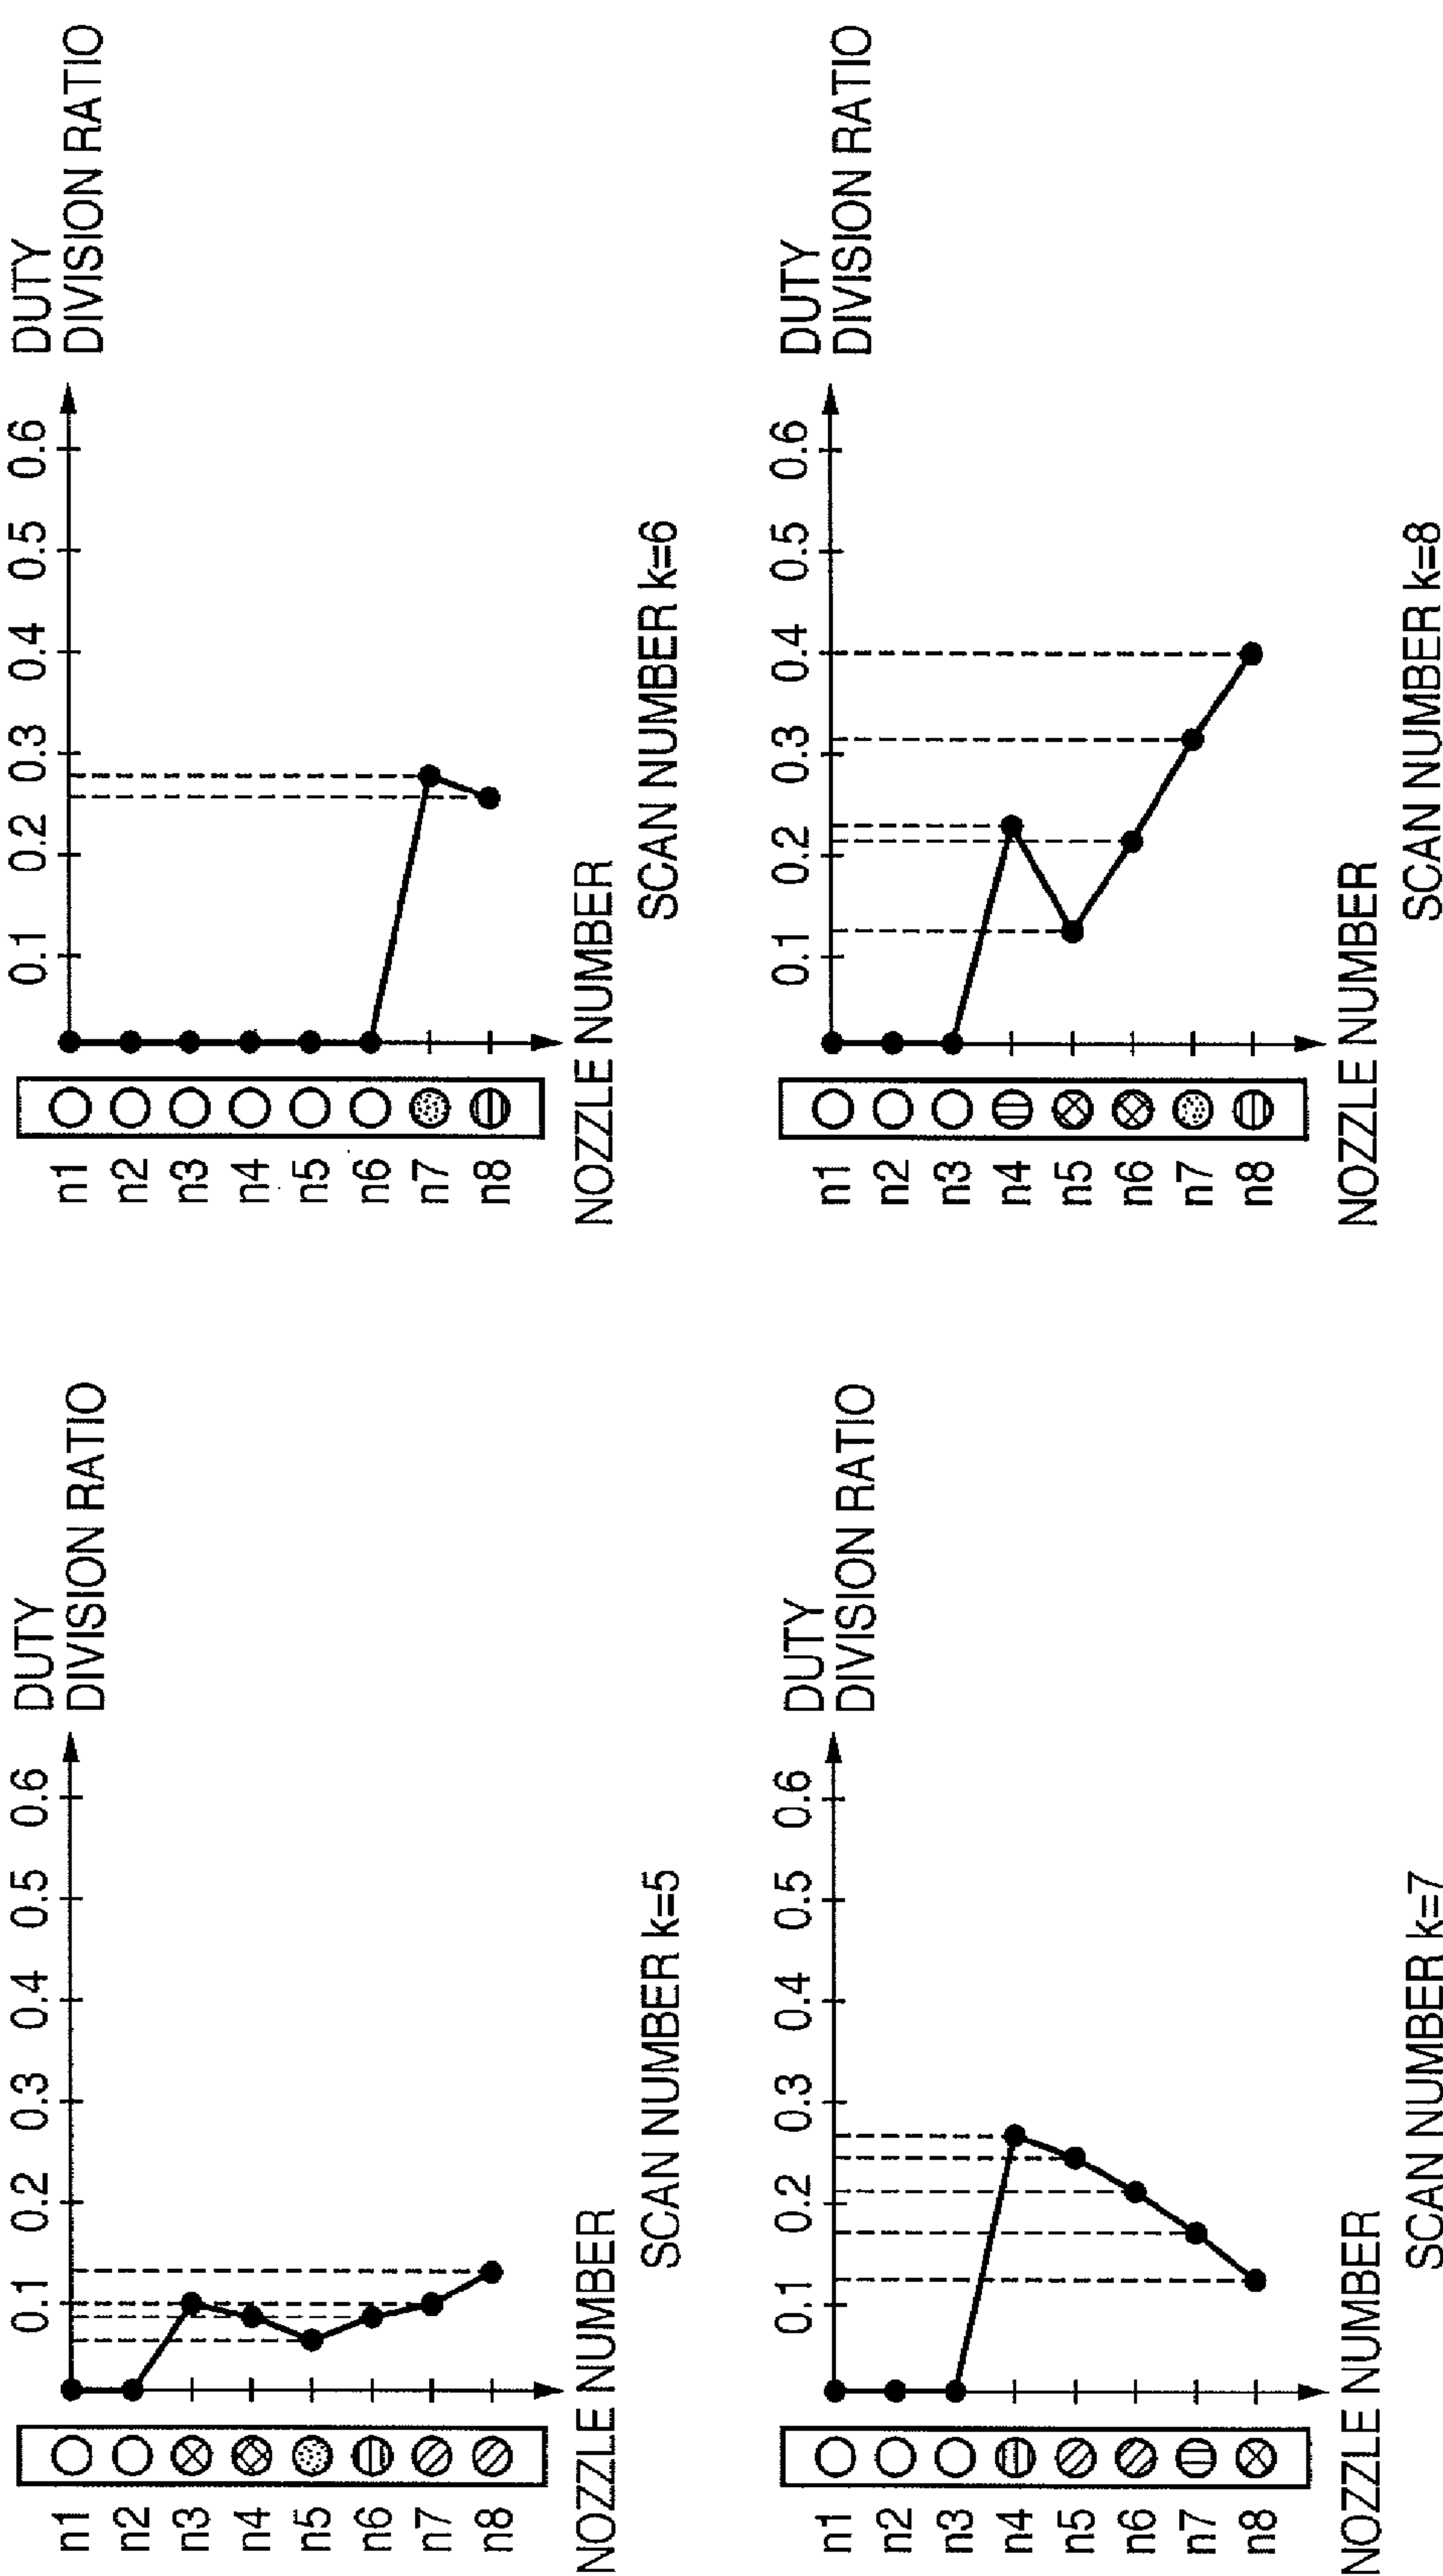 0.1 0.2 0.3 0.4 0.5 0.6
DUTY
DIVISION RATIO
n1
n2
n3
n4
n5
n6
n7
n8
NOZZLE NUMBER
SCAN NUMBER k=5
0.1 0.2 0.3 0.4 0.5 0.6
DUTY
DIVISION RATIO
n1
n2
n3
n4
n5
n6
n7
n8
NOZZLE NUMBER
SCAN NUMBER k=6
0.1 0.2 0.3 0.4 0.5 0.6
DUTY
DIVISION RATIO
n1
n2
n3
n4
n5
n6
n7
n8
NOZZLE NUMBER
SCAN NUMBER k=7
0.1 0.2 0.3 0.4 0.5 0.6
DUTY
DIVISION RATIO
n1
n2
n3
n4
n5
n6
n7
n8
NOZZLE NUMBER
SCAN NUMBER k=8